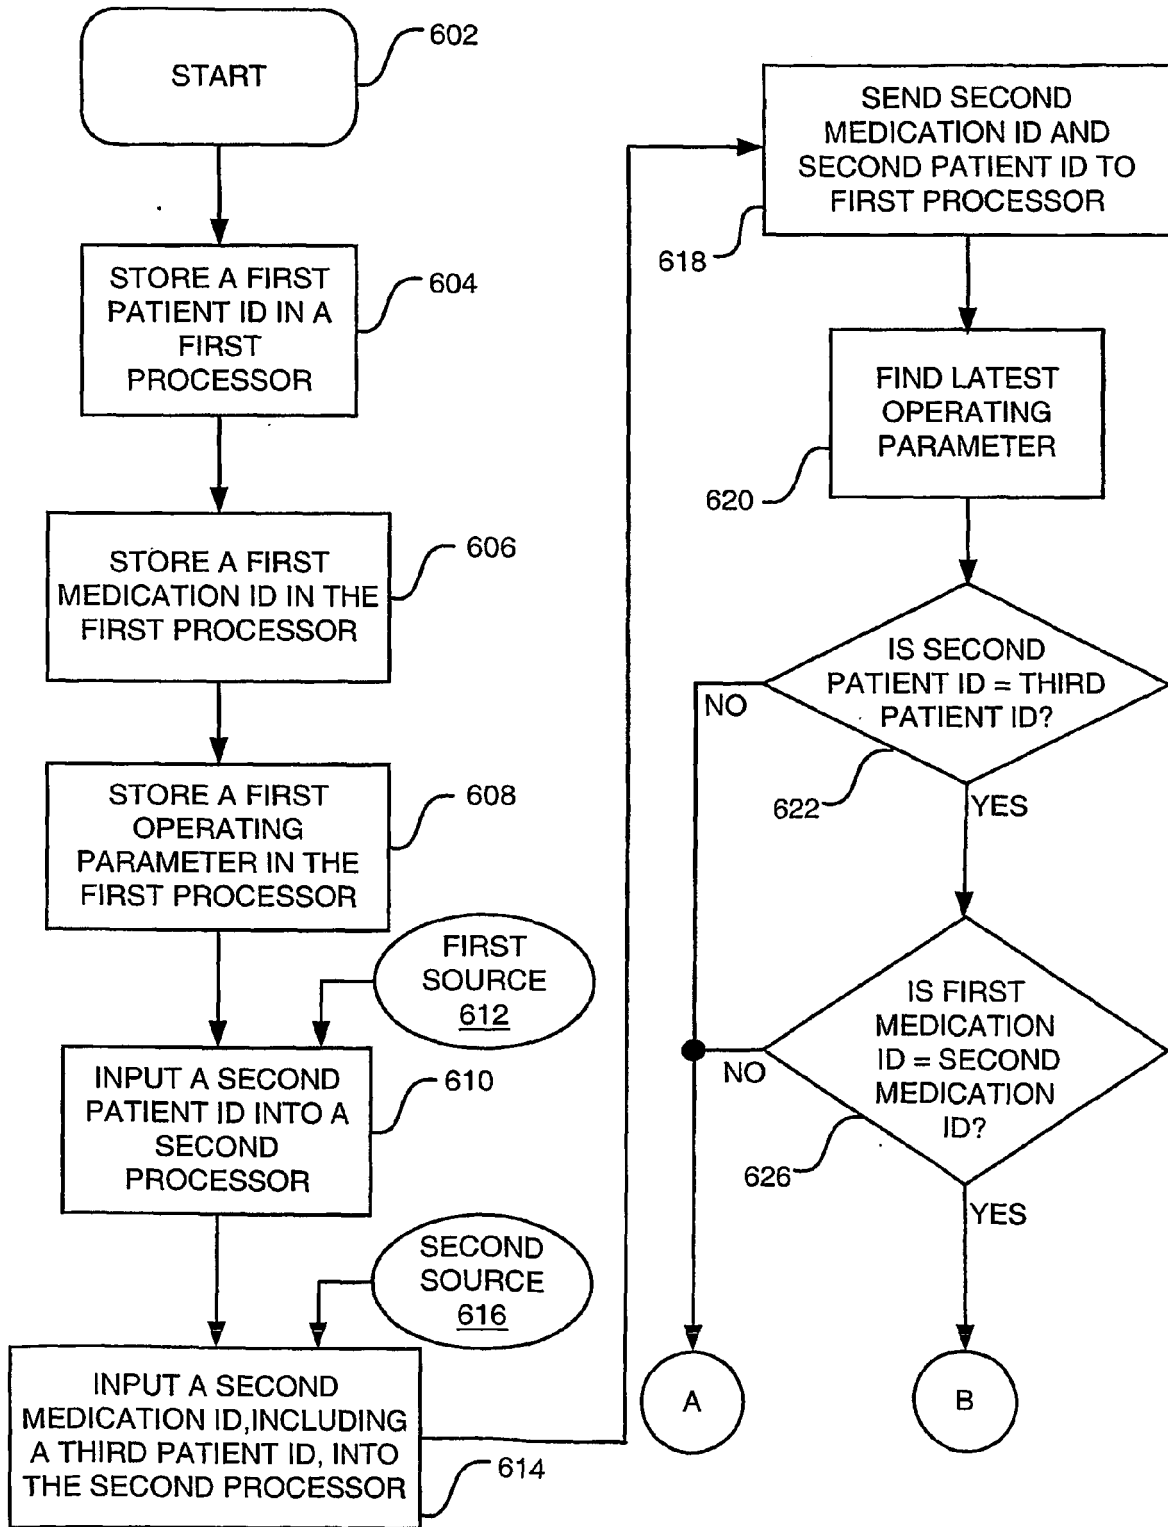 START
602
STORE A FIRST
PATIENT ID IN A
FIRST
PROCESSOR
604
STORE A FIRST
MEDICATION ID IN THE
FIRST PROCESSOR
606
STORE A FIRST
OPERATING
PARAMETER IN THE
FIRST PROCESSOR
608
FIRST
SOURCE
612
INPUT A SECOND
PATIENT ID INTO A
SECOND
PROCESSOR
610
SECOND
SOURCE
616
INPUT A SECOND
MEDICATION ID,INCLUDING
A THIRD PATIENT ID, INTO
THE SECOND PROCESSOR
614
SEND SECOND
MEDICATION ID AND
SECOND PATIENT ID TO
FIRST PROCESSOR
618
FIND LATEST
OPERATING
PARAMETER
620
IS SECOND
PATIENT ID = THIRD
PATIENT ID?
NO
622
YES
IS FIRST
MEDICATION
ID = SECOND
MEDICATION
ID?
NO
626
YES
A
B